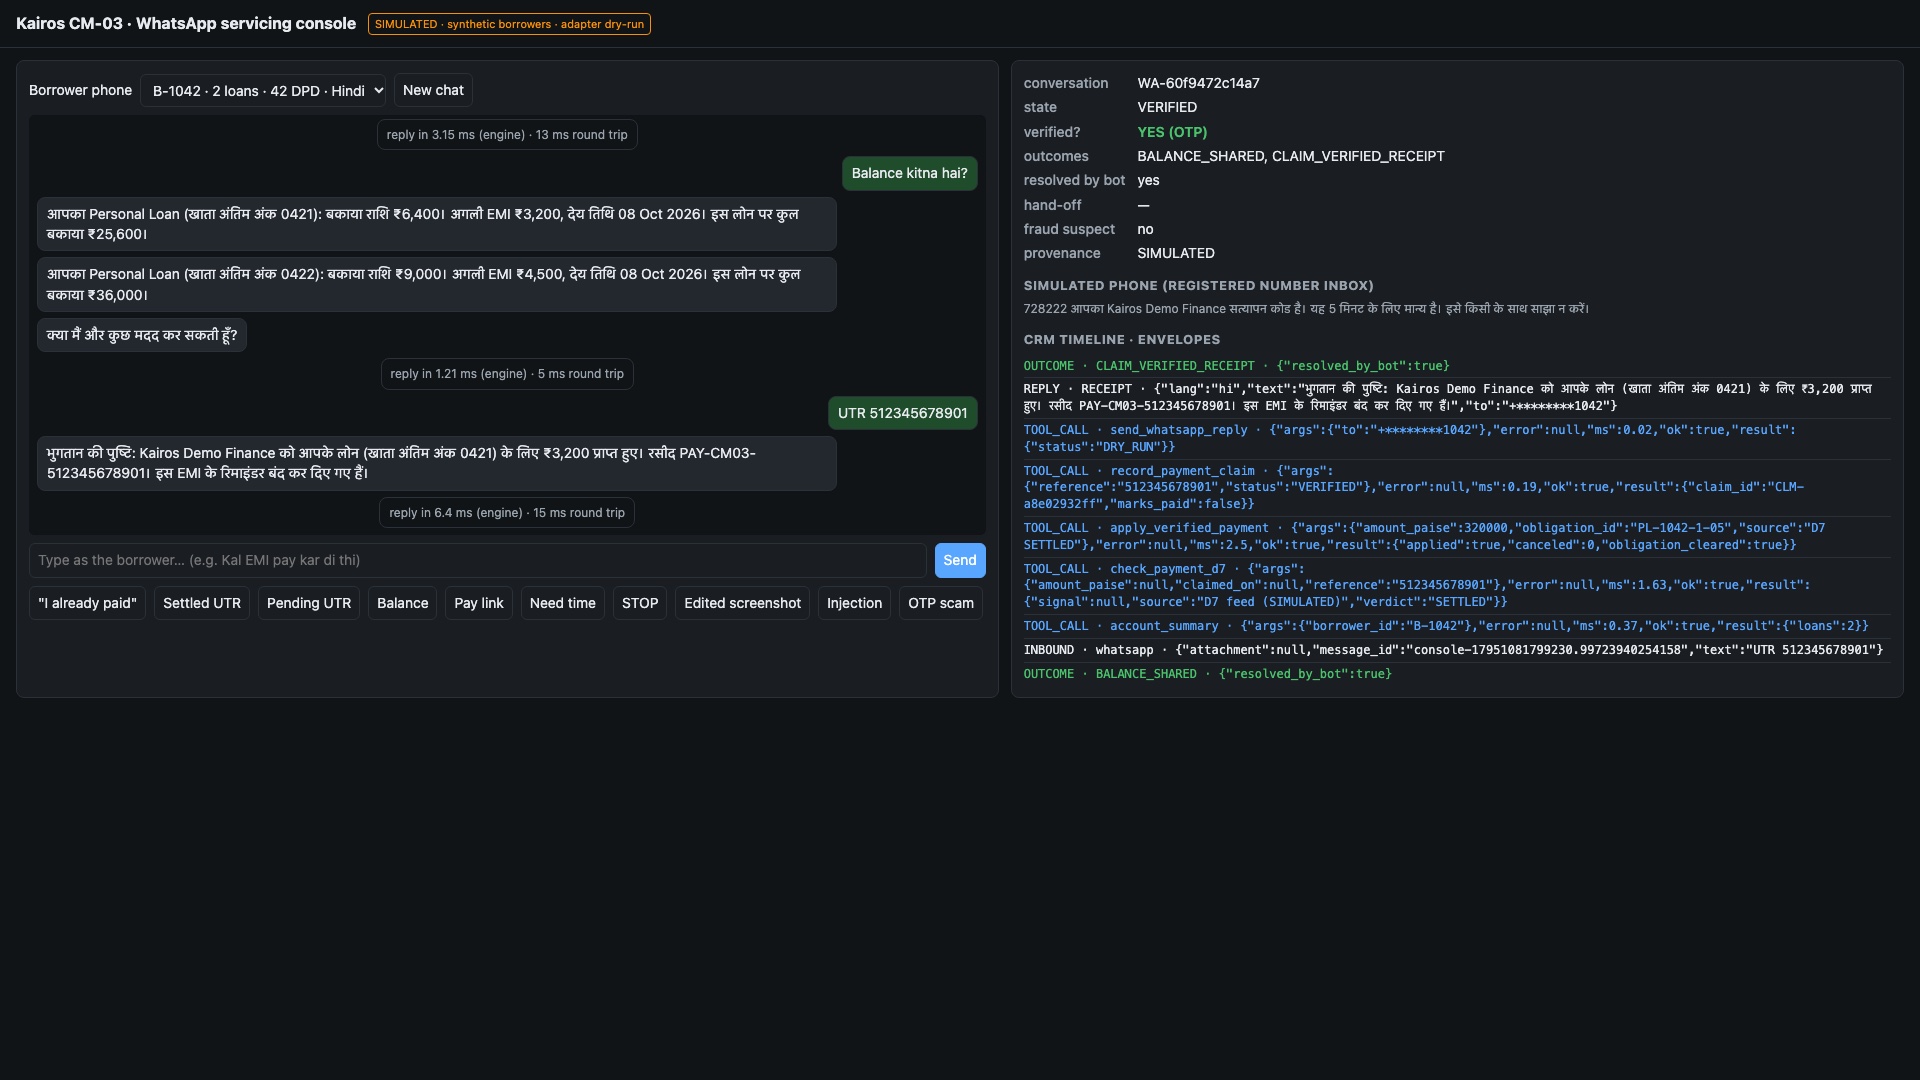 Kairos CM-03 · WhatsApp servicing console
SIMULATED · synthetic borrowers · adapter dry-run
Borrower phone
B-1042 · 2 loans · 42 DPD · Hindi
New chat
reply in 3.15 ms (engine) · 13 ms round trip
Balance kitna hai?
आपका Personal Loan (खाता अंतिम अंक 0421): बकाया राशि ₹6,400। अगली EMI ₹3,200, देय तिथि 08 Oct 2026। इस लोन पर कुल
बकाया ₹25,600।
आपका Personal Loan (खाता अंतिम अंक 0422): बकाया राशि ₹9,000। अगली EMI ₹4,500, देय तिथि 08 Oct 2026। इस लोन पर कुल
बकाया ₹36,000।
क्या मैं और कुछ मदद कर सकती हूँ?
reply in 1.21 ms (engine) · 5 ms round trip
UTR 512345678901
भुगतान की पुष्टि: Kairos Demo Finance को आपके लोन (खाता अंतिम अंक 0421) के लिए ₹3,200 प्राप्त हुए। रसीद PAY-CM03-
512345678901। इस EMI के रिमाइंडर बंद कर दिए गए हैं।
reply in 6.4 ms (engine) · 15 ms round trip
Type as the borrower... (e.g. Kal EMI pay kar di thi)
Send
"I already paid"
Settled UTR
Pending UTR
Balance
Pay link
Need time
STOP
Edited screenshot
Injection
OTP scam
conversation WA-60f9472c14a7
state VERIFIED
verified? YES (OTP)
outcomes BALANCE_SHARED, CLAIM_VERIFIED_RECEIPT
resolved by bot yes
hand-off —
fraud suspect no
provenance SIMULATED
SIMULATED PHONE (REGISTERED NUMBER INBOX)
728222 आपका Kairos Demo Finance सत्यापन कोड है। यह 5 मिनट के लिए मान्य है। इसे किसी के साथ साझा न करें।
CRM TIMELINE · ENVELOPES
OUTCOME · CLAIM_VERIFIED_RECEIPT · {"resolved_by_bot":true}
REPLY · RECEIPT · {"lang":"hi","text":"भुगतान की पुष्टि: Kairos Demo Finance को आपके लोन (खाता अंतिम अंक 0421) के लिए ₹3,200 प्राप्त
हुए। रसीद PAY-CM03-512345678901। इस EMI के रिमाइंडर बंद कर दिए गए हैं।","to":"+*********1042"}
TOOL_CALL · send_whatsapp_reply · {"args":{"to":"+*********1042"},"error":null,"ms":0.02,"ok":true,"result":
{"status":"DRY_RUN"}}
TOOL_CALL · record_payment_claim · {"args":
{"reference":"512345678901","status":"VERIFIED"},"error":null,"ms":0.19,"ok":true,"result":{"claim_id":"CLM-
a8e02932ff","marks_paid":false}}
TOOL_CALL · apply_verified_payment · {"args":{"amount_paise":320000,"obligation_id":"PL-1042-1-05","source":"D7
SETTLED"},"error":null,"ms":2.5,"ok":true,"result":{"applied":true,"canceled":0,"obligation_cleared":true}}
TOOL_CALL · check_payment_d7 · {"args":
{"amount_paise":null,"claimed_on":null,"reference":"512345678901"},"error":null,"ms":1.63,"ok":true,"result":
{"signal":null,"source":"D7 feed (SIMULATED)","verdict":"SETTLED"}}
TOOL_CALL · account_summary · {"args":{"borrower_id":"B-1042"},"error":null,"ms":0.37,"ok":true,"result":{"loans":2}}
INBOUND · whatsapp · {"attachment":null,"message_id":"console-17951081799230.99723940254158","text":"UTR 512345678901"}
OUTCOME · BALANCE_SHARED · {"resolved_by_bot":true}